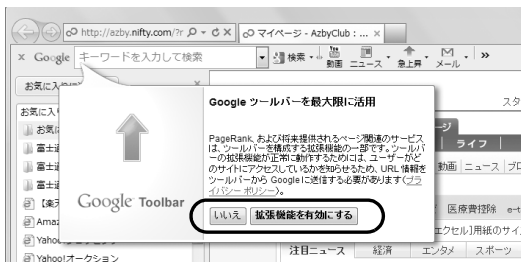 http://azby.nifty.com/?r
マイページ - AzbyClub : ... ×
x Google キーワードを入力して検索 検索 動画 ニュース 急上昇 メール »
Google ツールバーを最大限に活用
PageRank、および将来提供されるページ関連のサービス
は、ツールバーを構成する拡張機能の一部です。ツールバ
ーの拡張機能が正常に動作するためには、ユーザーがど
のサイトにアクセスしているかを知らせるため、URL 情報を
ツールバーから Google に送信する必要があります(プラ
イバシー ポリシー)。
いいえ 拡張機能を有効にする
Google Toolbar
お気に入り
富士通
富士通
富士通
Yahoo!オークション
ライフ
動画 ニュース
医療費控除
注目ニュース 経済 エンタメ スポーツ